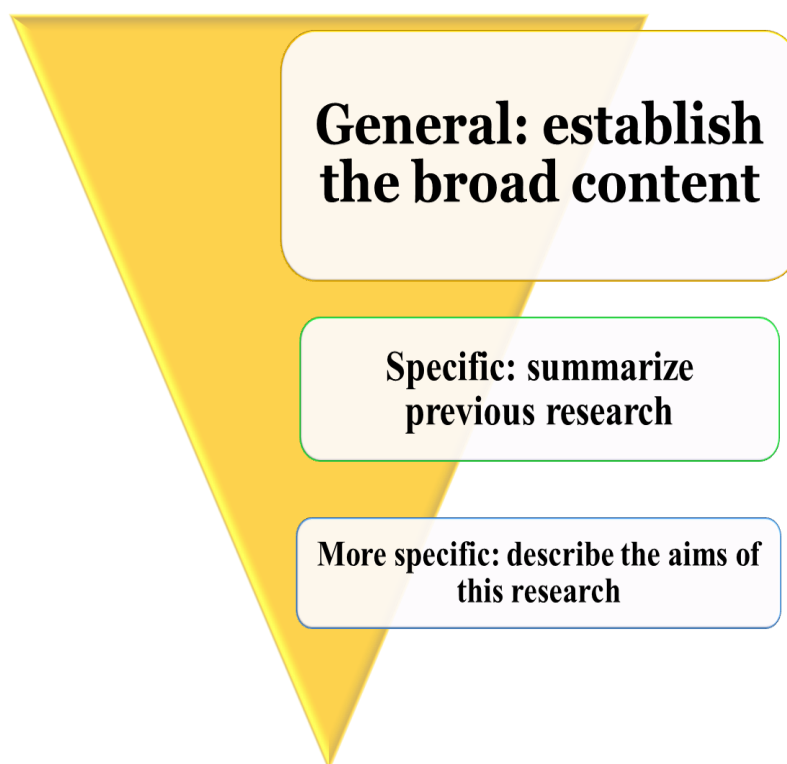 General: establish
the broad content
Specific: summarize
previous research
More specific: describe the aims of
this research